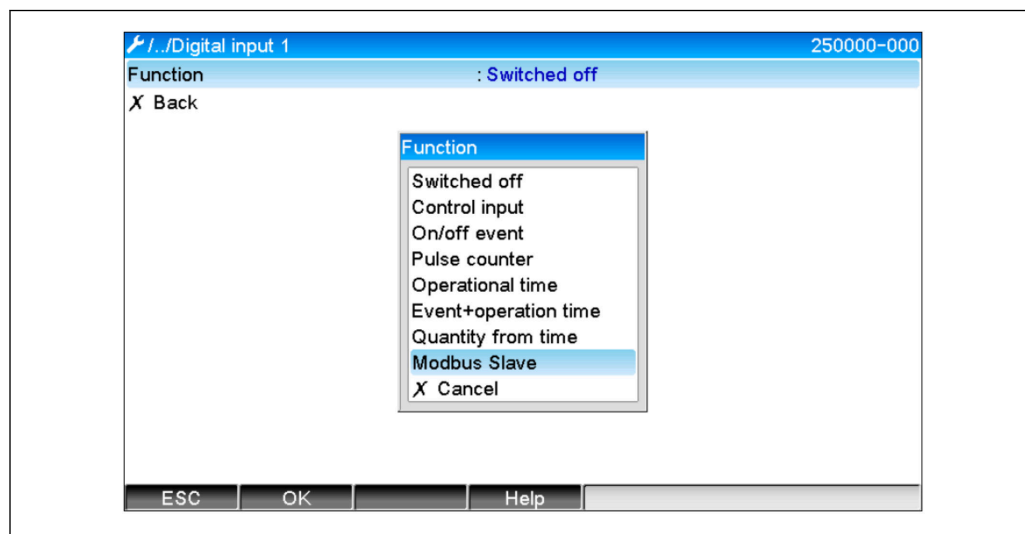 /../Digital input 1 250000-000
Function : Switched off
X Back
Function
Switched off
Control input
On/off event
Pulse counter
Operational time
Event+operation time
Quantity from time
Modbus Slave
X Cancel
ESC OK Help